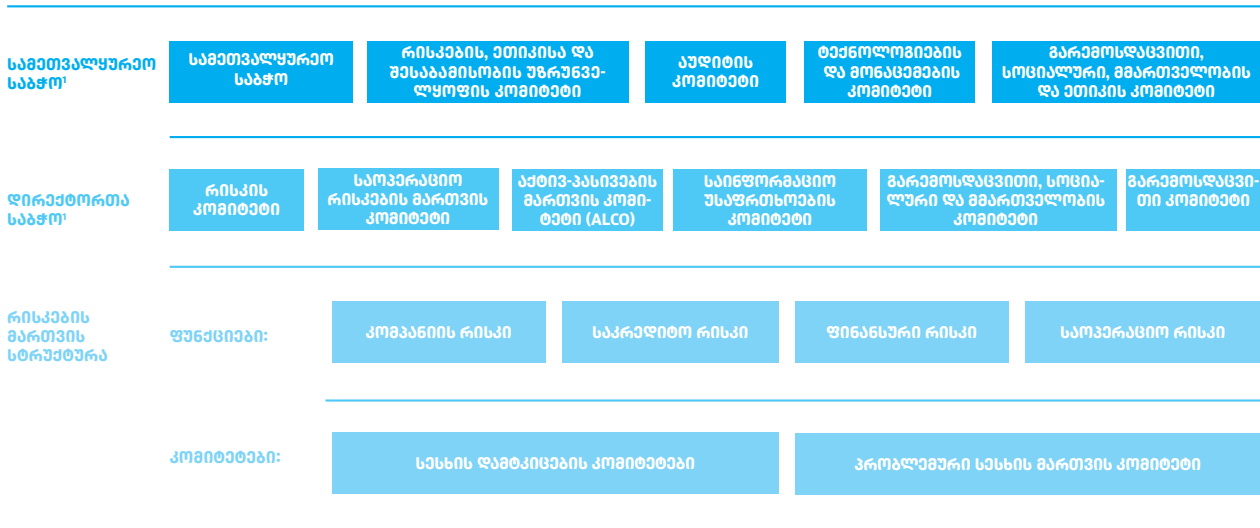 სამეთვალყურეო
საბჭო¹
სამეთვალყურეო
საბჭო
რისკების, ეთიკისა და
შესაბამისობის უზრუნვე-
ლყოფის კომიტეტი
აუდიტის
კომიტეტი
ტექნოლოგიების
და მონაცემების
კომიტეტი
გარემოსდაცვითი,
სოციალური, მმართველობის
და ეთიკის კომიტეტი
დირექტორთა
საბჭო¹
რისკის
კომიტეტი
საოპერაციო
რისკების მართვის
კომიტეტი
აქტივ-პასივების
მართვის კომი-
ტეტი (ALCO)
საინფორმაციო
უსაფრთხოების
კომიტეტი
გარემოსდაცვითი, სოცია-
ლური და მმართველობის
კომიტეტი
გარემოსდაცვი-
თი კომიტეტი
რისკების
მართვის
სტრუქტურა
ფუნქციები:
კომპანიის რისკი
საკრედიტო რისკი
ფინანსური რისკი
საოპერაციო რისკი
კომიტეტები:
სესხის დამტკიცების კომიტეტები
პრობლემური სესხის მართვის კომიტეტი